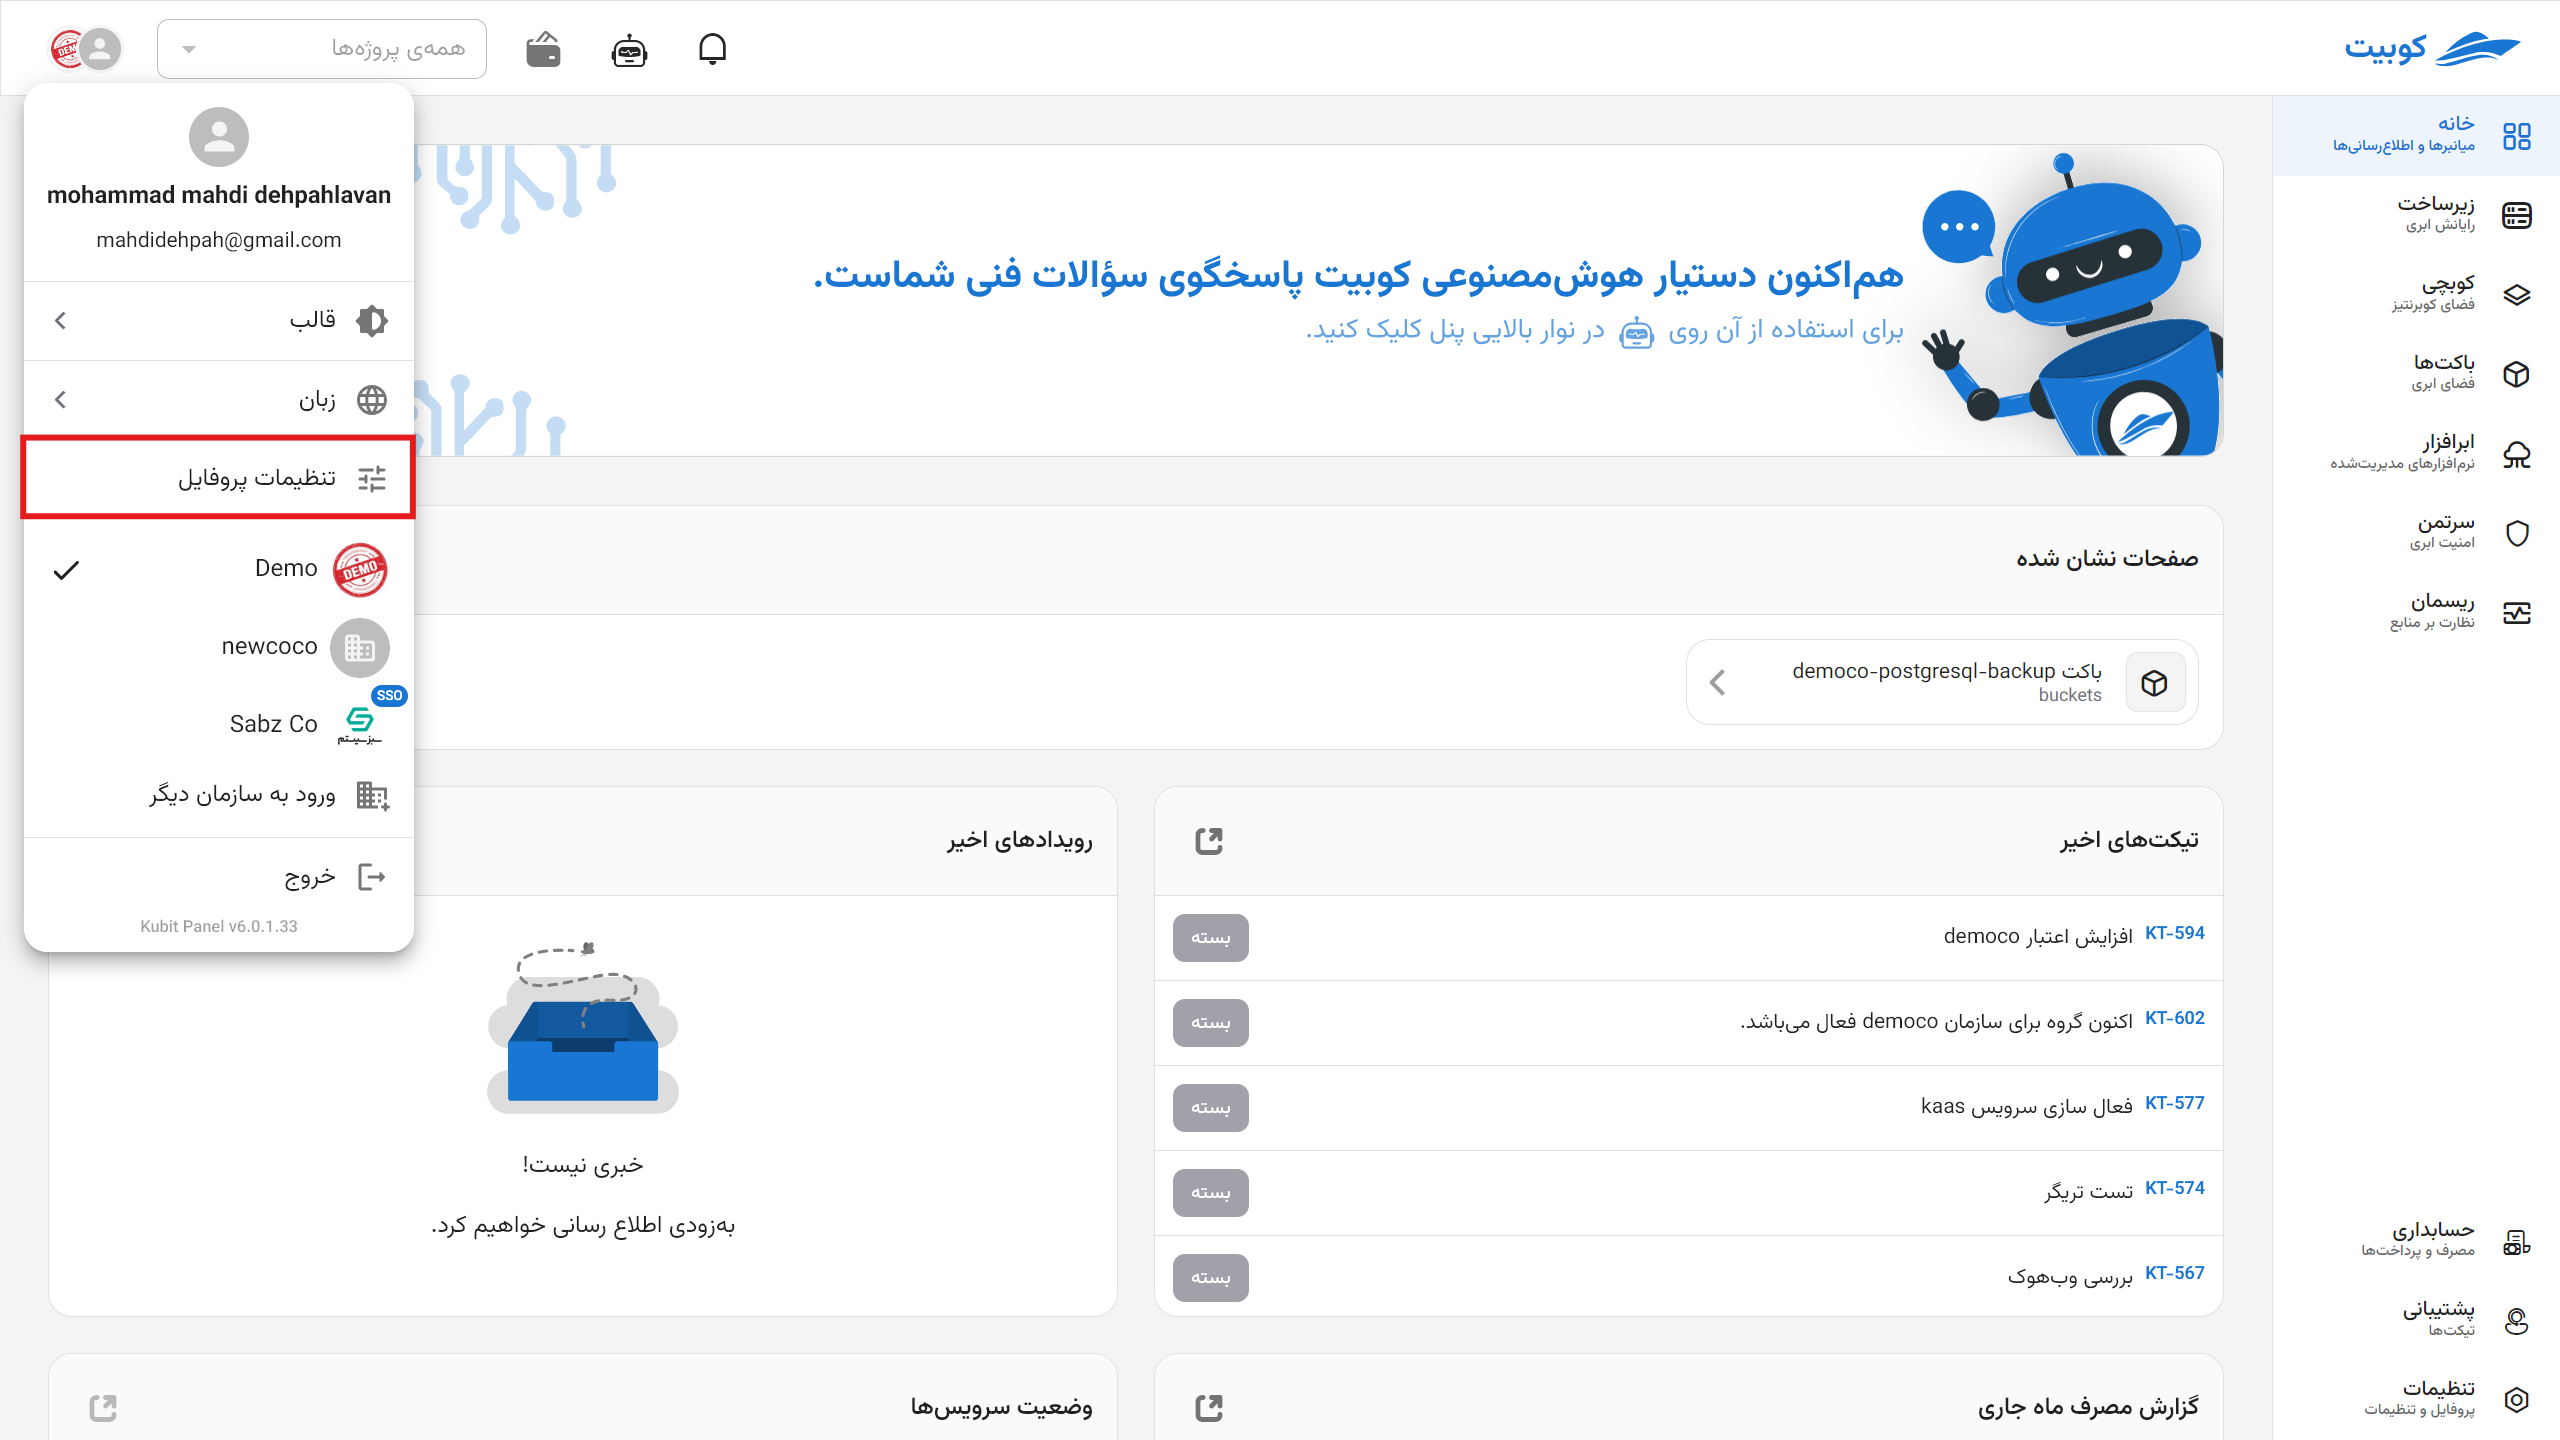 کوبیت
همه‌ی پروژه‌ها
DEMO
خانه
میانبرها و اطلاع‌رسانی‌ها
زیرساخت
رایانش ابری
کوبچی
فضای کوبرنتیز
باکت‌ها
فضای ابری
ابرافزار
نرم‌افزارهای مدیریت‌شده
سرتمن
امنیت ابری
ریسمان
نظارت بر منابع
حسابداری
مصرف و پرداخت‌ها
پشتیبانی
تیکت‌ها
تنظیمات
پروفایل و تنظیمات
هم‌اکنون دستیار هوش‌مصنوعی کوبیت پاسخگوی سؤالات فنی شماست.
برای استفاده از آن روی در نوار بالایی پنل کلیک کنید.
صفحات نشان شده
باکت democo-postgresql-backup
buckets
تیکت‌های اخیر
KT-594 افزایش اعتبار democo بسته
KT-602 اکنون گروه برای سازمان democo فعال می‌باشد. بسته
KT-577 فعال سازی سرویس kaas بسته
KT-574 تست تریگر بسته
KT-567 بررسی وب‌هوک بسته
رویدادهای اخیر
خبری نیست!
به‌زودی اطلاع رسانی خواهیم کرد.
گزارش مصرف ماه جاری
وضعیت سرویس‌ها
mohammad mahdi dehpahlavan
mahdidehpah@gmail.com
قالب
زبان
تنظیمات پروفایل
DEMO
Demo
newcoco
SSO
Sabz Co
سبزسیستم
ورود به سازمان دیگر
خروج
Kubit Panel v6.0.1.33